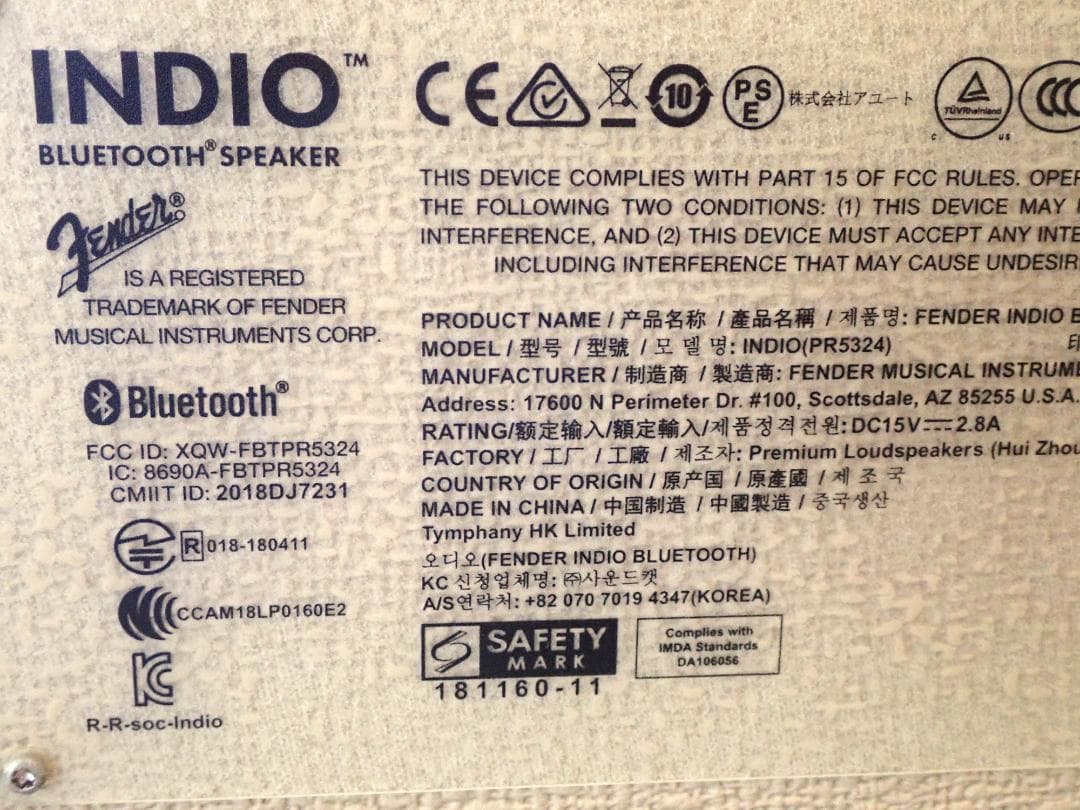 INDIO™
BLUETOOTH® SPEAKER
Fender®
IS A REGISTERED
TRADEMARK OF FENDER
MUSICAL INSTRUMENTS CORP.
Bluetooth®
FCC ID: XQW-FBTPR5324
IC: 8690A-FBTPR5324
CMIIT ID: 2018DJ7231
R 018-180411
CCAM18LP0160E2
R-R-soc-Indio
CE 10 PSE 株式会社アユート TÜVRheinland C US
THIS DEVICE COMPLIES WITH PART 15 OF FCC RULES. OPER
THE FOLLOWING TWO CONDITIONS: (1) THIS DEVICE MAY
INTERFERENCE, AND (2) THIS DEVICE MUST ACCEPT ANY INTE
INCLUDING INTERFERENCE THAT MAY CAUSE UNDESIR
PRODUCT NAME / 产品名称 / 產品名稱 / 제품명: FENDER INDIO B
MODEL / 型号 / 型號 / 모델명: INDIO(PR5324)
MANUFACTURER / 制造商 / 製造商: FENDER MUSICAL INSTRUME
Address: 17600 N Perimeter Dr. #100, Scottsdale, AZ 85255 U.S.A.
RATING/额定输入/額定輸入/제품정격전원: DC15V⎓2.8A
FACTORY / 工厂 / 工廠 / 제조자: Premium Loudspeakers (Hui Zhou
COUNTRY OF ORIGIN / 原产国 / 原產國 / 제조국
MADE IN CHINA / 中国制造 / 中國製造 / 중국생산
Tymphany HK Limited
오디오(FENDER INDIO BLUETOOTH)
KC 신청업체명: ㈜사운드캣
A/S연락처: +82 070 7019 4347(KOREA)
SAFETY
MARK
181160-11
Complies with
IMDA Standards
DA106056